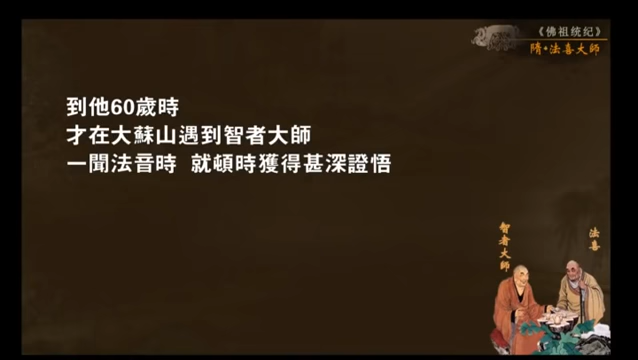 《佛祖统纪》
隋•法喜大師
到他60歲時
才在大蘇山遇到智者大師
一聞法音時 就頓時獲得甚深證悟
智者大師
法喜